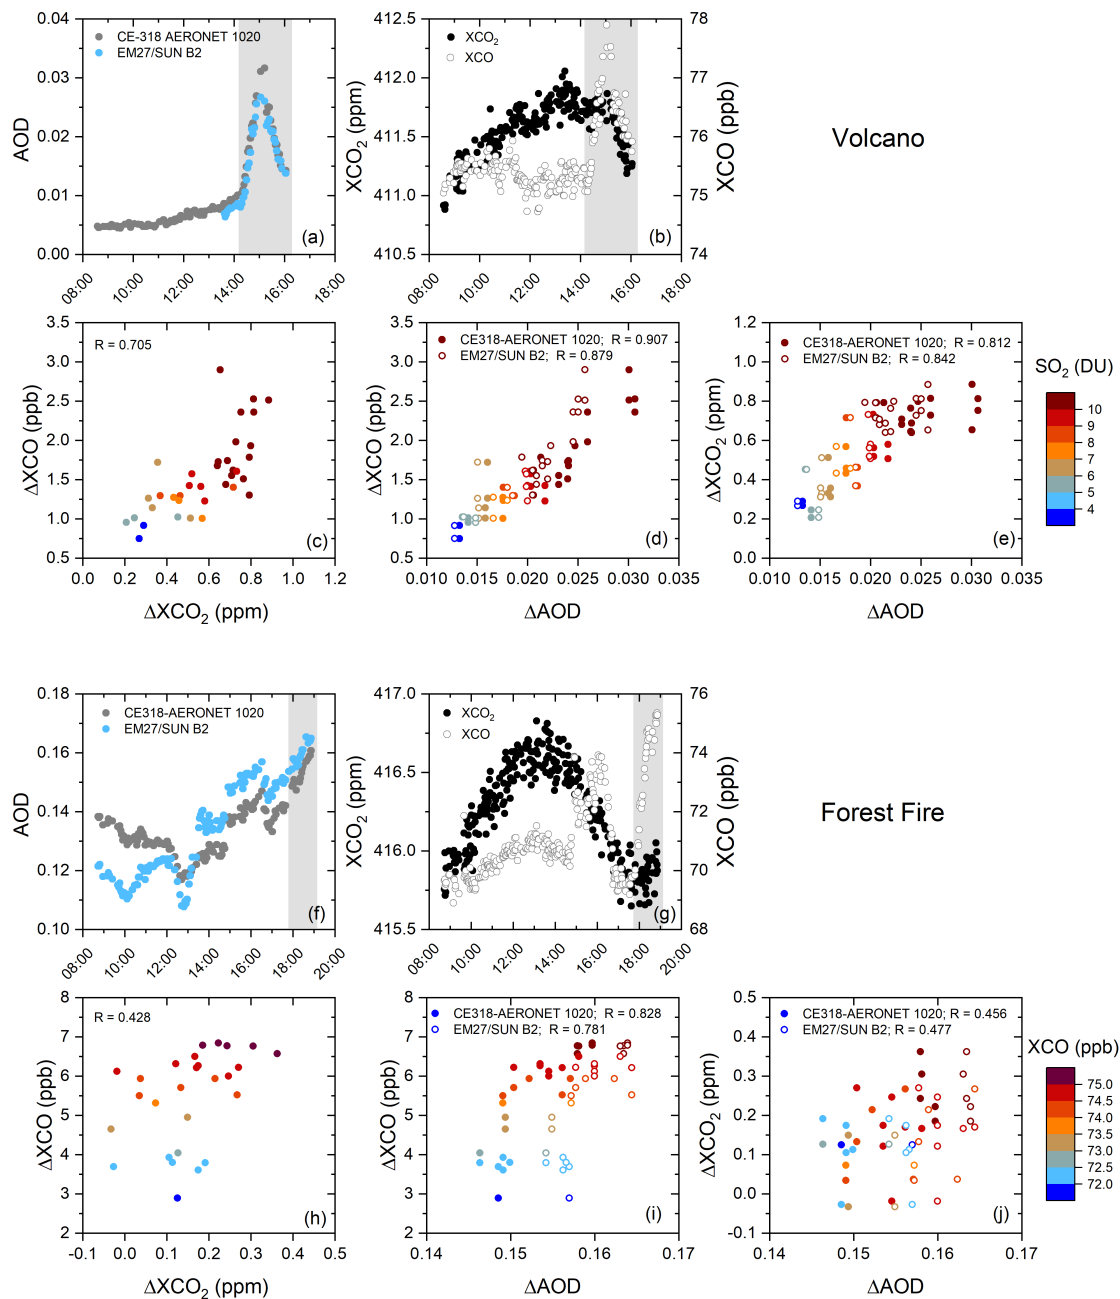 0.04
0.03
0.02
0.01
0.00
AOD
CE-318 AERONET 1020
EM27/SUN B2
(a)
08:00
10:00
12:00
14:00
16:00
18:00
412.5
412.0
411.5
411.0
410.5
XCO₂ (ppm)
XCO₂
XCO
(b)
78
77
76
75
74
XCO (ppb)
08:00
10:00
12:00
14:00
16:00
18:00
Volcano
3.5
3.0
2.5
2.0
1.5
1.0
0.5
ΔXCO (ppb)
R = 0.705
(c)
0.0 0.2 0.4 0.6 0.8 1.0 1.2
ΔXCO₂ (ppm)
3.5
3.0
2.5
2.0
1.5
1.0
0.5
ΔXCO (ppb)
CE318-AERONET 1020; R = 0.907
EM27/SUN B2; R = 0.879
(d)
0.010 0.015 0.020 0.025 0.030 0.035
ΔAOD
1.2
1.0
0.8
0.6
0.4
0.2
0.0
ΔXCO₂ (ppm)
CE318-AERONET 1020; R = 0.812
EM27/SUN B2; R = 0.842
(e)
0.010 0.015 0.020 0.025 0.030 0.035
ΔAOD
SO₂ (DU)
10
9
8
7
6
5
4
0.18
0.16
0.14
0.12
0.10
AOD
CE318-AERONET 1020
EM27/SUN B2
(f)
08:00
10:00
12:00
14:00
16:00
18:00
20:00
417.0
416.5
416.0
415.5
XCO₂ (ppm)
XCO₂
XCO
(g)
76
74
72
70
68
XCO (ppb)
08:00
10:00
12:00
14:00
16:00
18:00
20:00
Forest Fire
8
7
6
5
4
3
2
ΔXCO (ppb)
R = 0.428
(h)
-0.1 0.0 0.1 0.2 0.3 0.4 0.5
ΔXCO₂ (ppm)
8
7
6
5
4
3
2
ΔXCO (ppb)
CE318-AERONET 1020; R = 0.828
EM27/SUN B2; R = 0.781
(i)
0.14 0.15 0.16 0.17
ΔAOD
0.5
0.4
0.3
0.2
0.1
0.0
-0.1
ΔXCO₂ (ppm)
CE318-AERONET 1020; R = 0.456
EM27/SUN B2; R = 0.477
(j)
0.14 0.15 0.16 0.17
ΔAOD
XCO (ppb)
75.0
74.5
74.0
73.5
73.0
72.5
72.0